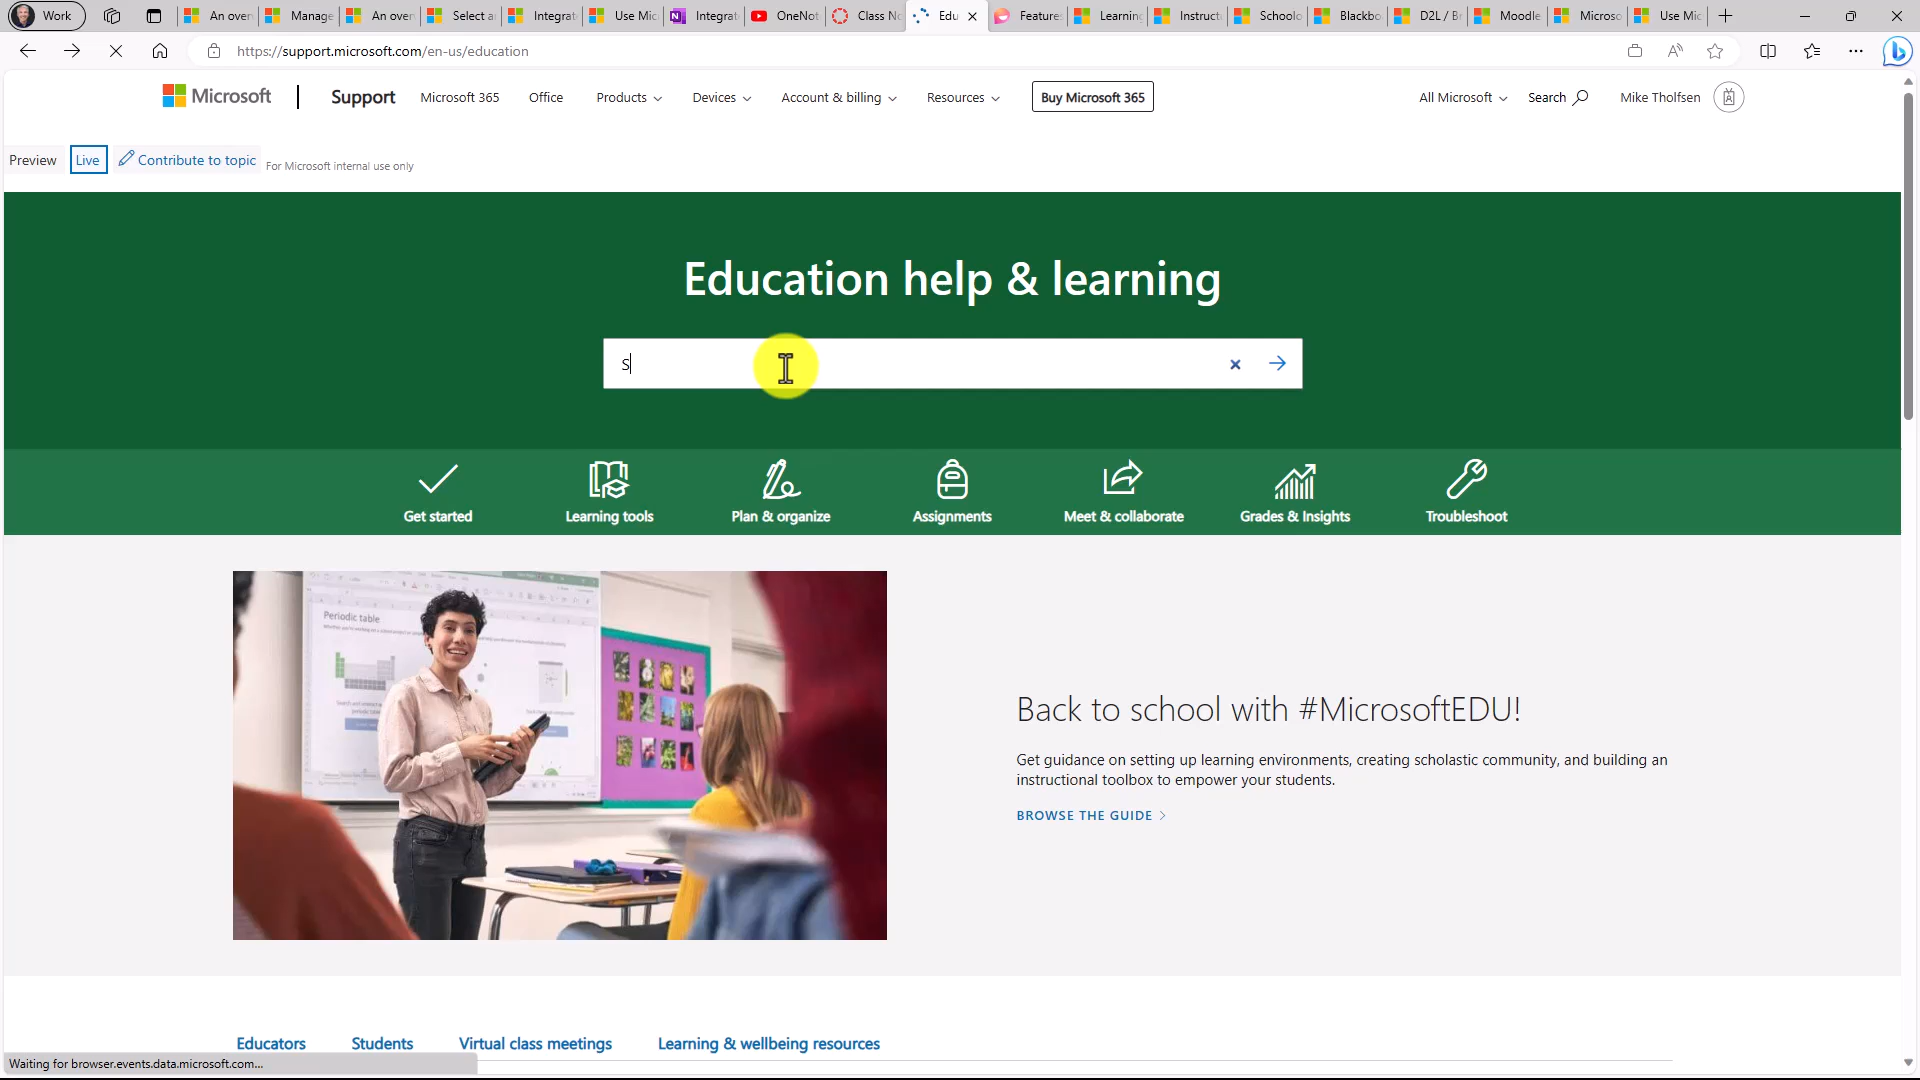 Work
An over
Manage
An over
Select a
Integrat
Use Mic
Integrat
OneNot
Class No
Edu
Feature
Learning
Instruct
Schoolo
Blackbo
D2L / Br
Moodle
Microso
Use Mic
https://support.microsoft.com/en-us/education
Microsoft
Support
Microsoft 365
Office
Products
Devices
Account & billing
Resources
Buy Microsoft 365
All Microsoft
Search
Mike Tholfsen
Preview
Live
Contribute to topic
For Microsoft internal use only
Education help & learning
S
Get started
Learning tools
Plan & organize
Assignments
Meet & collaborate
Grades & Insights
Troubleshoot
Periodic table
Back to school with #MicrosoftEDU!
Get guidance on setting up learning environments, creating scholastic community, and building an
instructional toolbox to empower your students.
BROWSE THE GUIDE
Educators
Students
Virtual class meetings
Learning & wellbeing resources
Waiting for browser.events.data.microsoft.com...